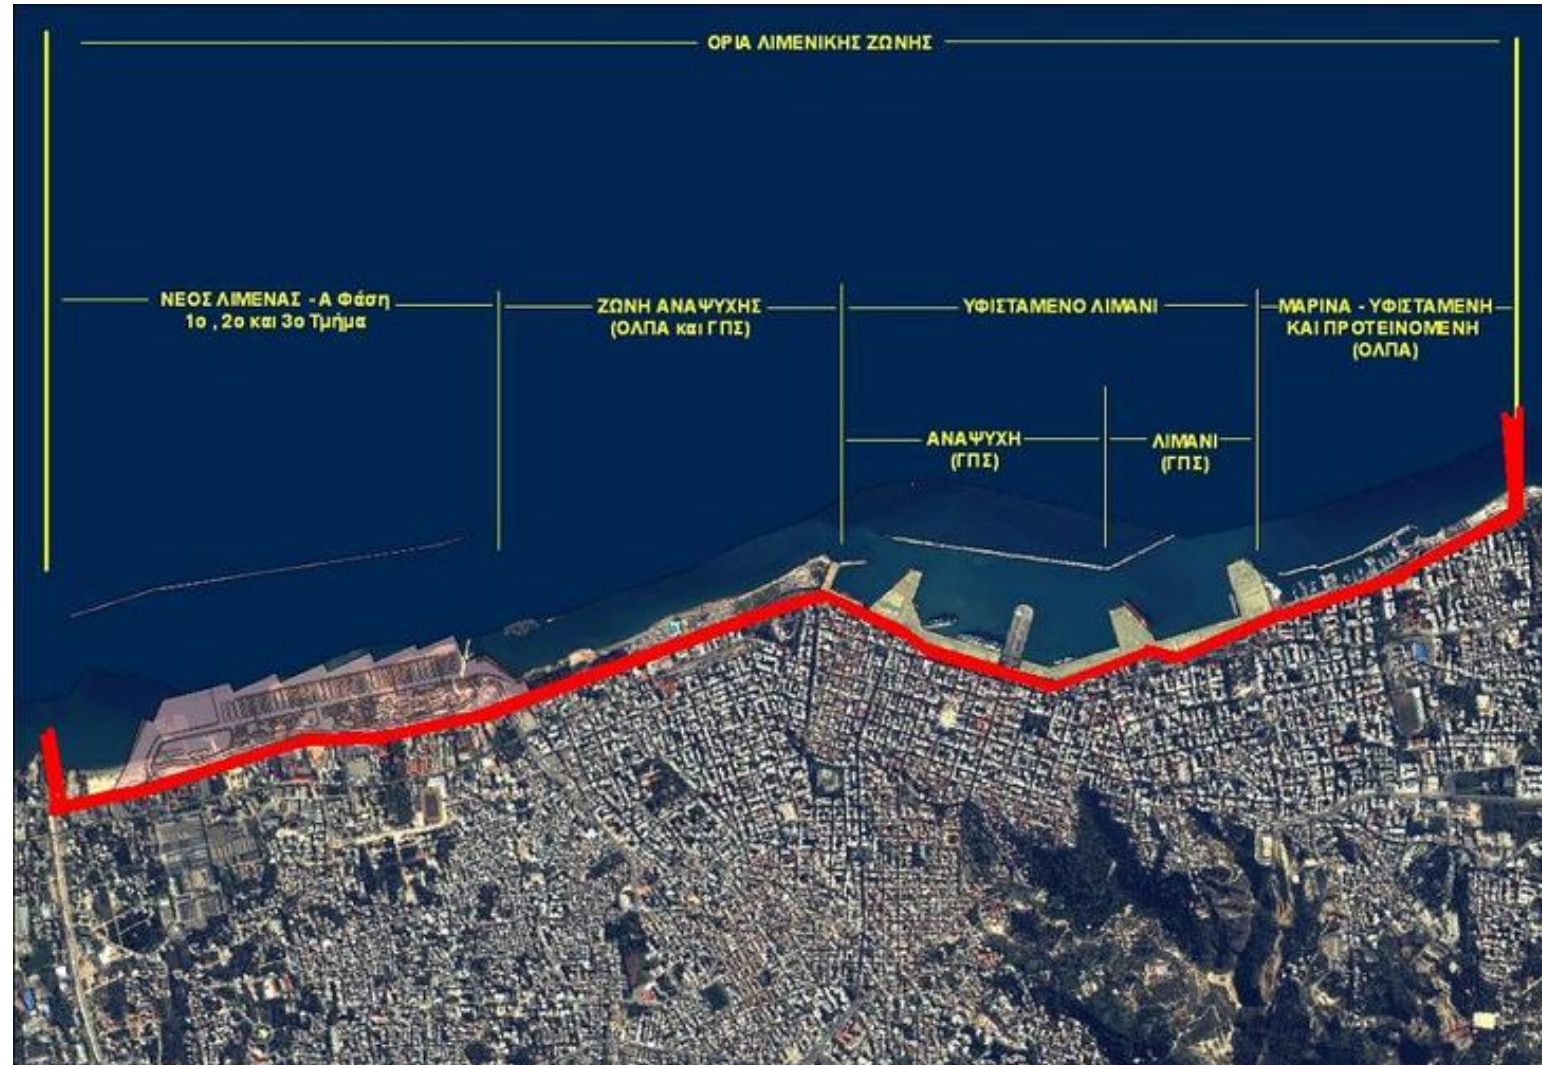 ΟΡΙΑ ΛΙΜΕΝΙΚΗΣ ΖΩΝΗΣ
ΝΕΟΣ ΛΙΜΕΝΑΣ - Α Φάση
1ο , 2ο και 3ο Τμήμα
ΖΩΝΗ ΑΝΑΨΥΧΗΣ
(ΟΛΠΑ και ΓΠΣ)
ΥΦΙΣΤΑΜΕΝΟ ΛΙΜΑΝΙ
ΜΑΡΙΝΑ - ΥΦΙΣΤΑΜΕΝΗ
ΚΑΙ ΠΡΟΤΕΙΝΟΜΕΝΗ
(ΟΛΠΑ)
ΑΝΑΨΥΧΗ
(ΓΠΣ)
ΛΙΜΑΝΙ
(ΓΠΣ)